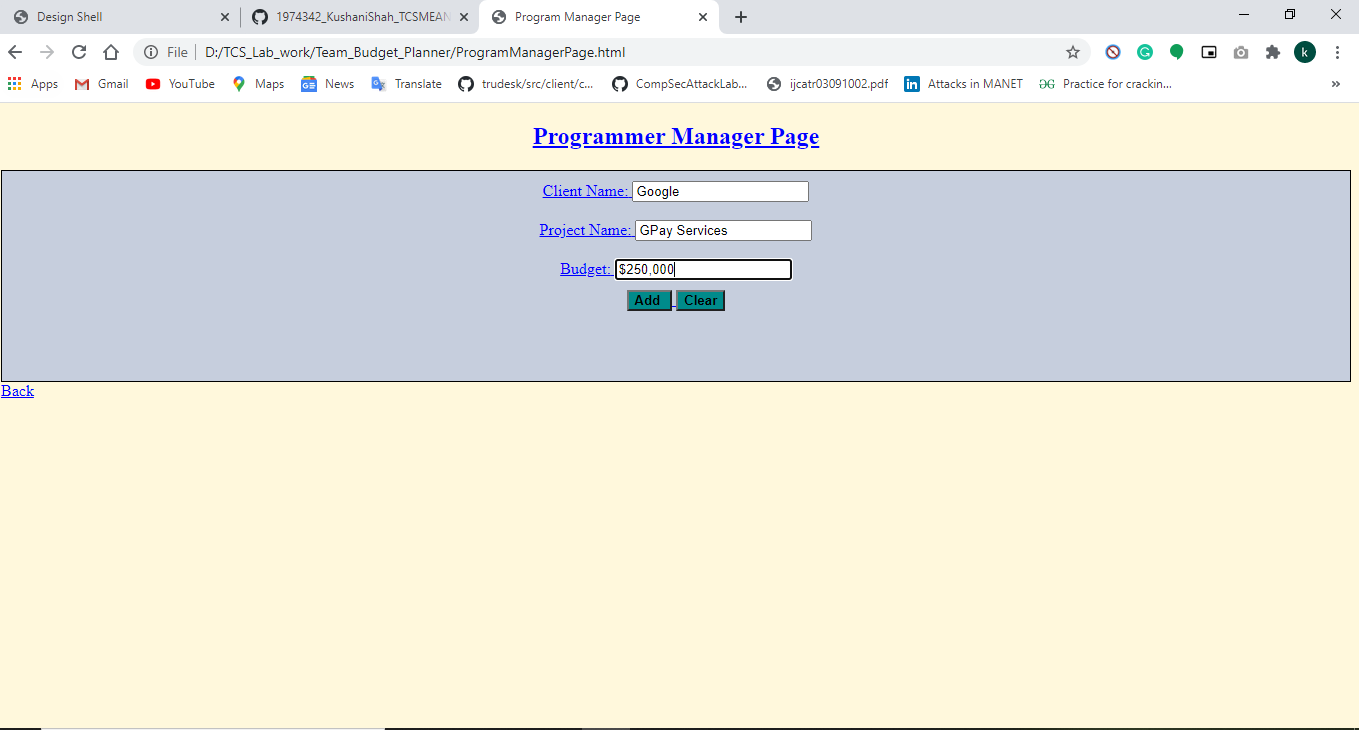 Design Shell
1974342_KushaniShah_TCSMEAN
Program Manager Page
File D:/TCS_Lab_work/Team_Budget_Planner/ProgramManagerPage.html
k
Apps Gmail YouTube Maps News Translate trudesk/src/client/c... CompSecAttackLab... ijcatr03091002.pdf Attacks in MANET Practice for crackin... »
Programmer Manager Page
Client Name: Google
Project Name: GPay Services
Budget: $250,000
Add Clear
Back